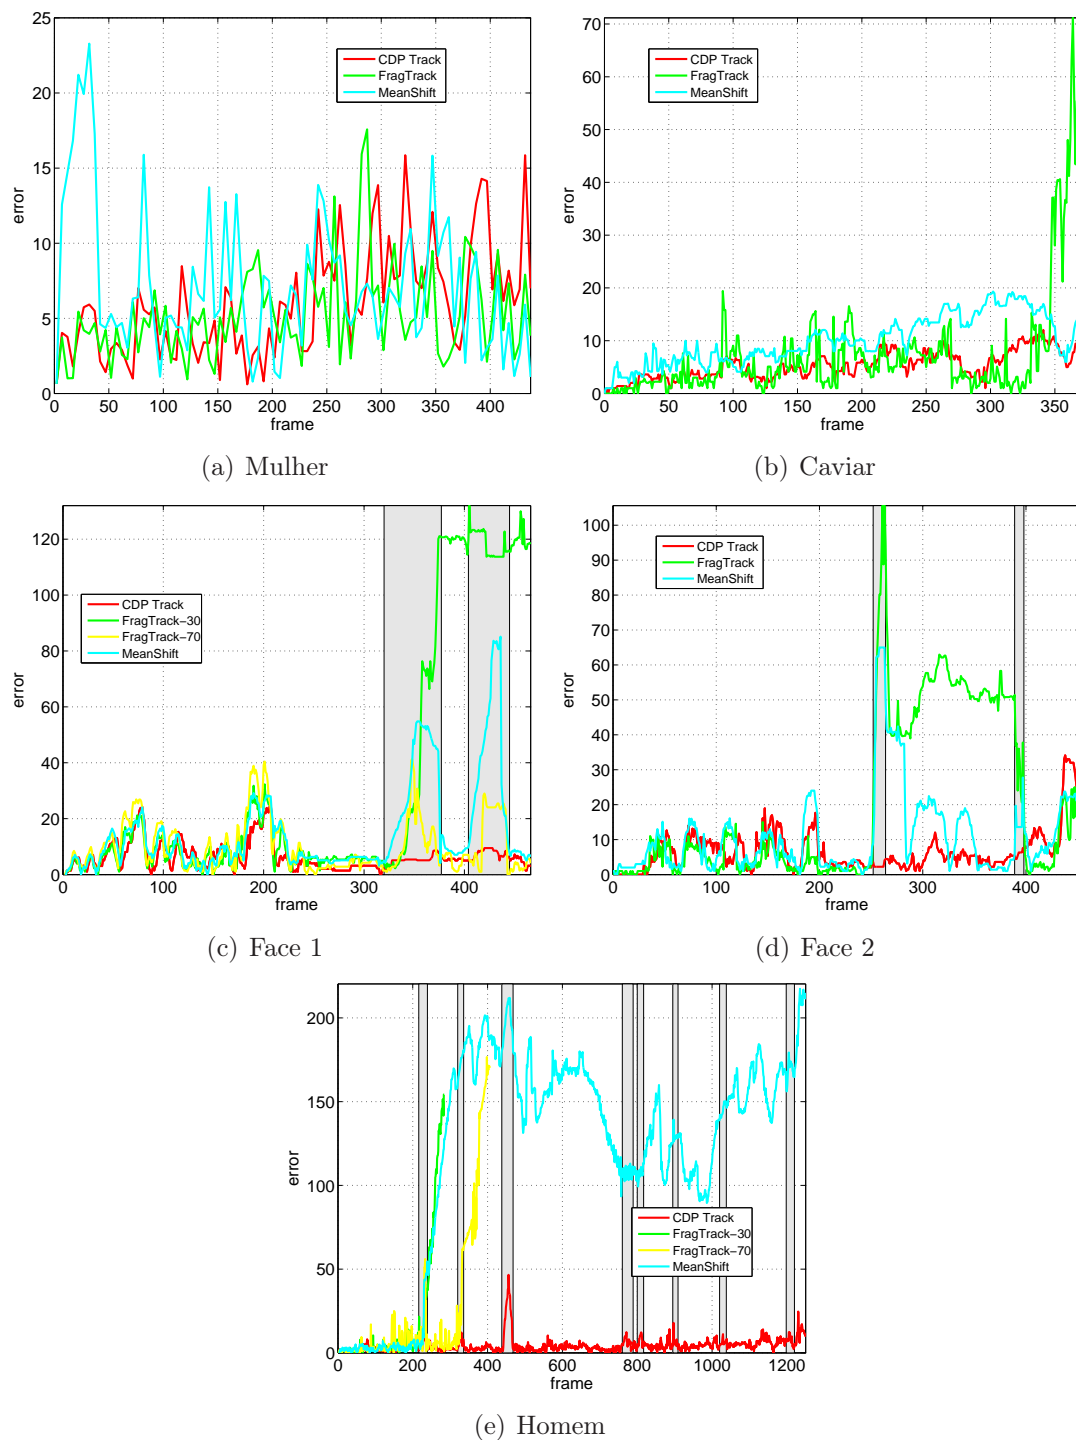 25
20
15
10
5
0
error
0 50 100 150 200 250 300 350 400
frame
CDP Track
FragTrack
MeanShift
(a) Mulher
70
60
50
40
30
20
10
0
error
0 50 100 150 200 250 300 350
frame
CDP Track
FragTrack
MeanShift
(b) Caviar
120
100
80
60
40
20
0
error
0 100 200 300 400
frame
CDP Track
FragTrack-30
FragTrack-70
MeanShift
(c) Face 1
100
90
80
70
60
50
40
30
20
10
0
error
0 100 200 300 400
frame
CDP Track
FragTrack
MeanShift
(d) Face 2
200
150
100
50
0
error
0 200 400 600 800 1000 1200
frame
CDP Track
FragTrack-30
FragTrack-70
MeanShift
(e) Homem